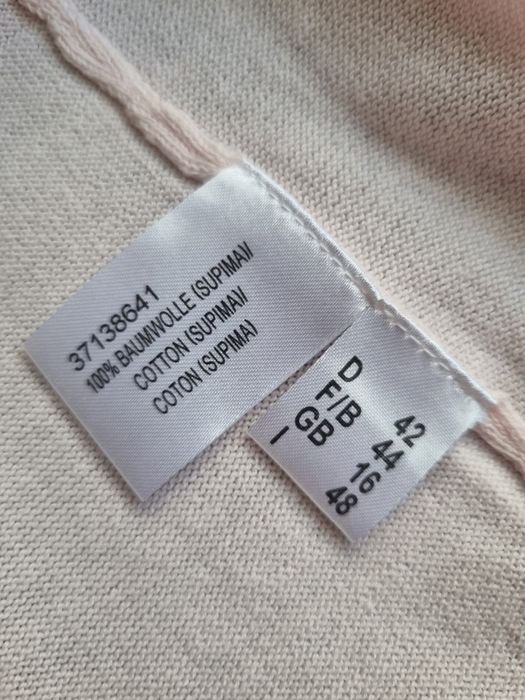 37138641
100% BAUMWOLLE (SUPIMA)/
COTTON (SUPIMA)/
COTON (SUPIMA)
D 42
F/B 44
GB 16
I 48